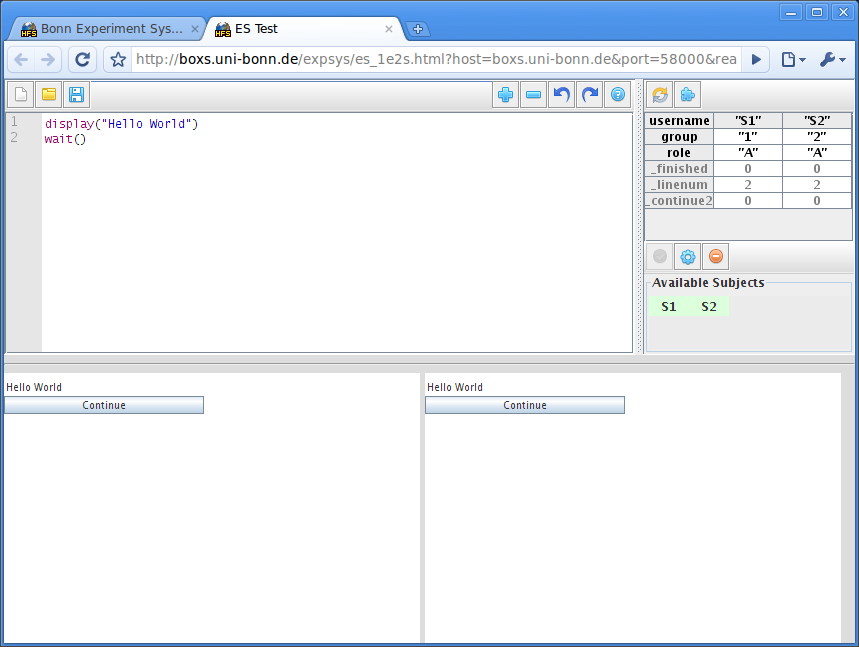 Bonn Experiment Sys...
ES Test
http://boxs.uni-bonn.de/expsys/es_1e2s.html?host=boxs.uni-bonn.de&port=58000&rea
1 display("Hello World")
2 wait()
username "S1" "S2"
group "1" "2"
role "A" "A"
_finished 0 0
_linenum 2 2
_continue2 0 0
Available Subjects
S1 S2
Hello World
Continue
Hello World
Continue